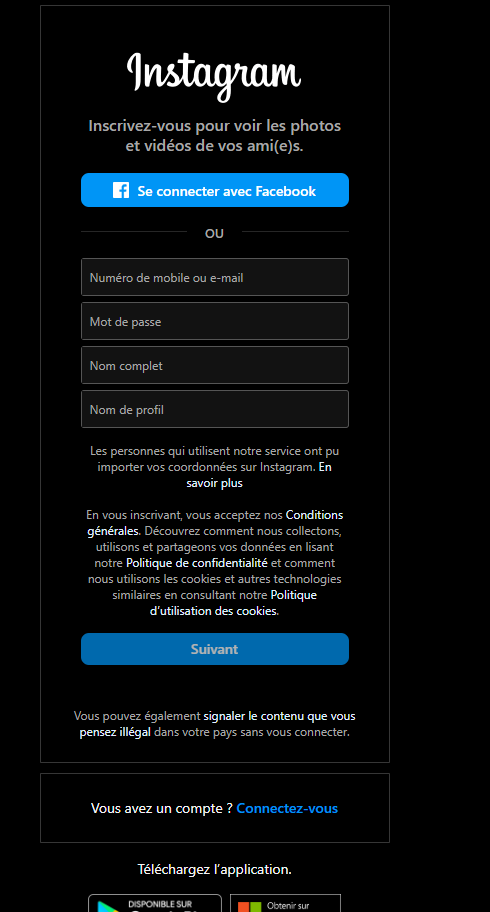 Instagram
Inscrivez-vous pour voir les photos
et vidéos de vos ami(e)s.
Se connecter avec Facebook
OU
Numéro de mobile ou e-mail
Mot de passe
Nom complet
Nom de profil
Les personnes qui utilisent notre service ont pu
importer vos coordonnées sur Instagram. En
savoir plus
En vous inscrivant, vous acceptez nos Conditions
générales. Découvrez comment nous collectons,
utilisons et partageons vos données en lisant
notre Politique de confidentialité et comment
nous utilisons les cookies et autres technologies
similaires en consultant notre Politique
d’utilisation des cookies.
Suivant
Vous pouvez également signaler le contenu que vous
pensez illégal dans votre pays sans vous connecter.
Vous avez un compte ? Connectez-vous
Téléchargez l’application.
DISPONIBLE SUR
Obtenir sur